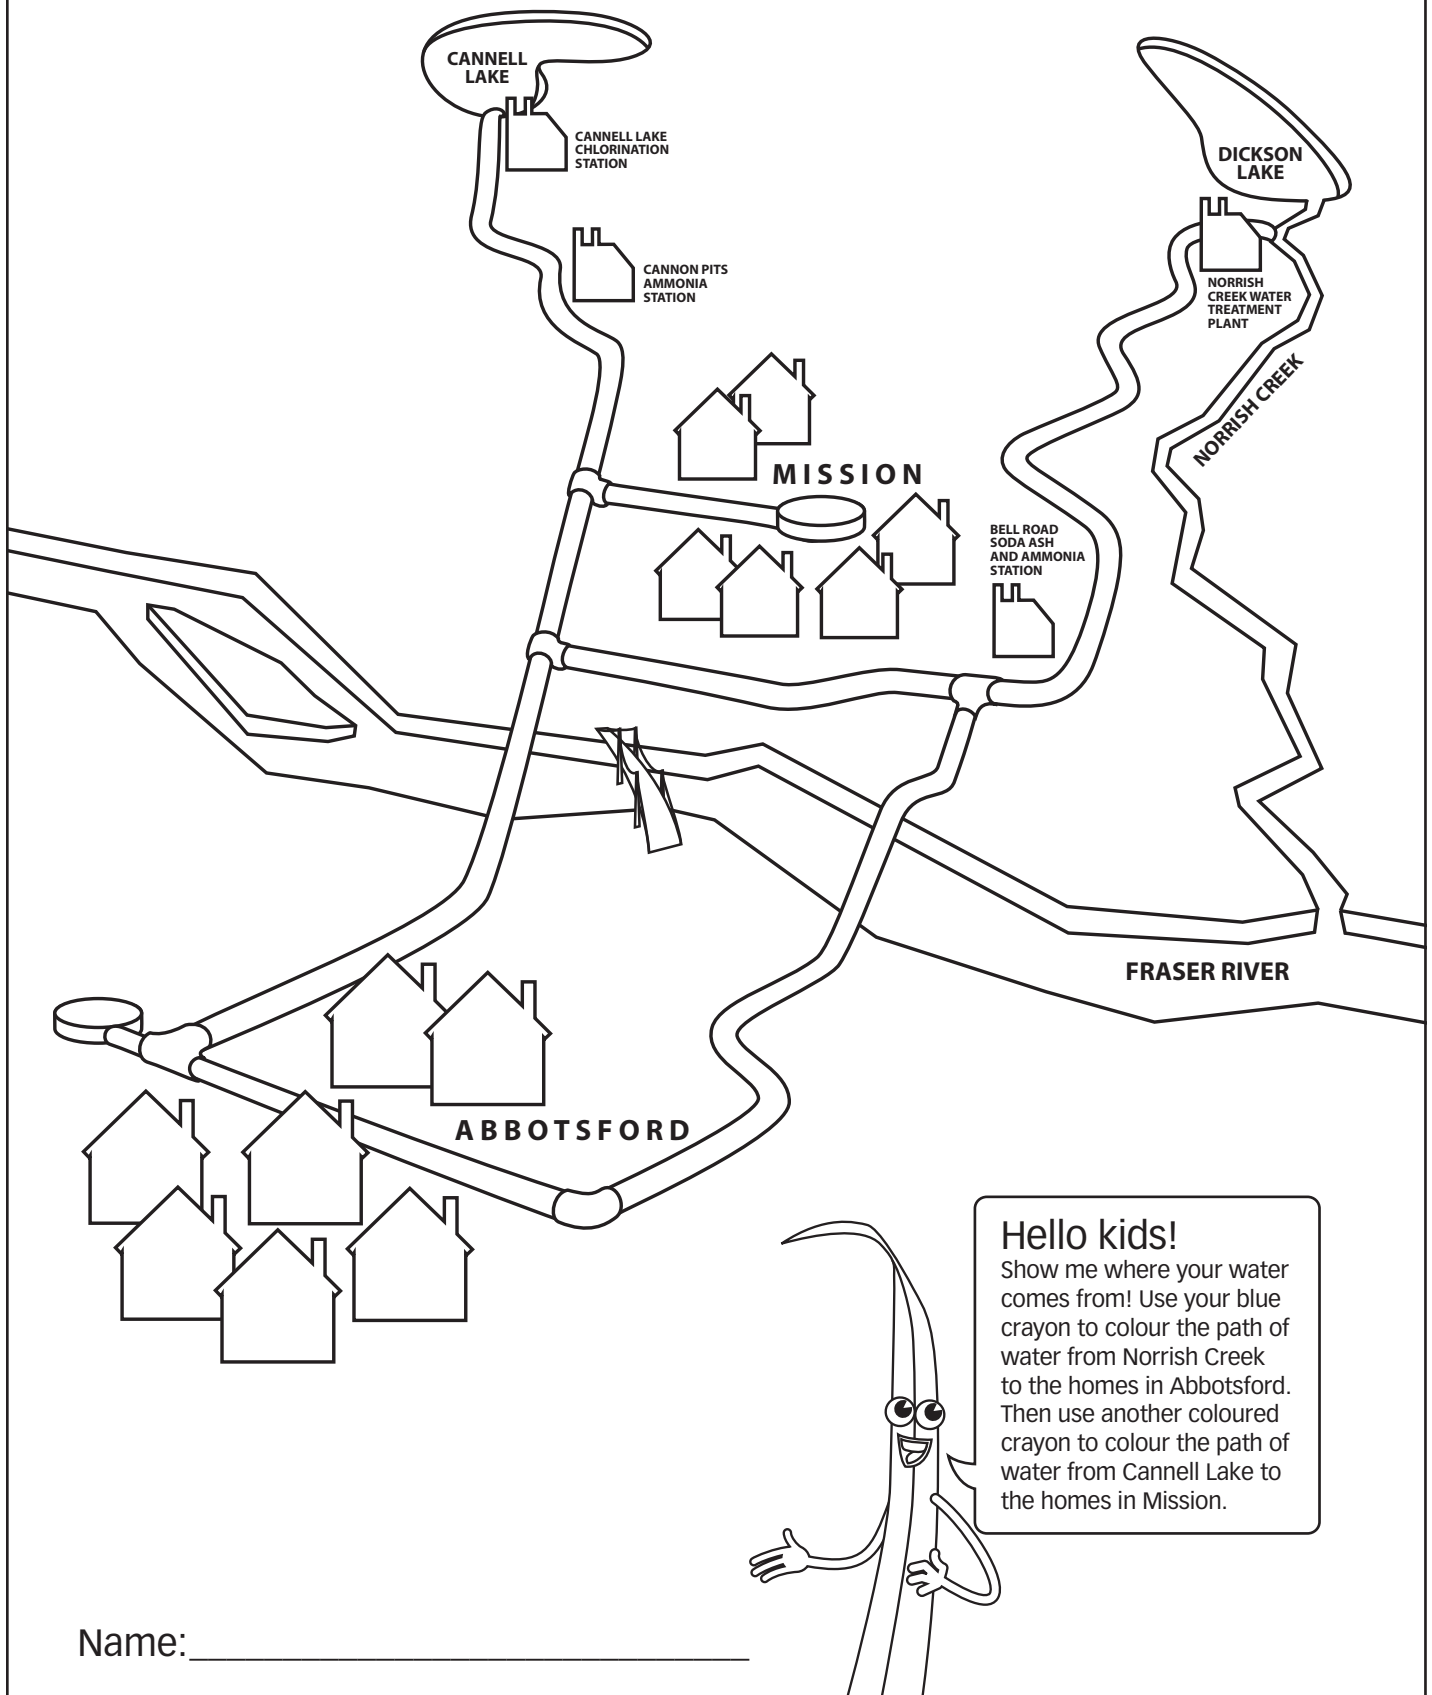 CANNELL
LAKE
CANNELL LAKE
CHLORINATION
STATION
DICKSON
LAKE
CANNON PITS
AMMONIA
STATION
NORRISH
CREEK WATER
TREATMENT
PLANT
NORRISH CREEK
MISSION
BELL ROAD
SODA ASH
AND AMMONIA
STATION
FRASER RIVER
ABBOTSFORD
Hello kids!
Show me where your water
comes from! Use your blue
crayon to colour the path of
water from Norrish Creek
to the homes in Abbotsford.
Then use another coloured
crayon to colour the path of
water from Cannell Lake to
the homes in Mission.
Name: